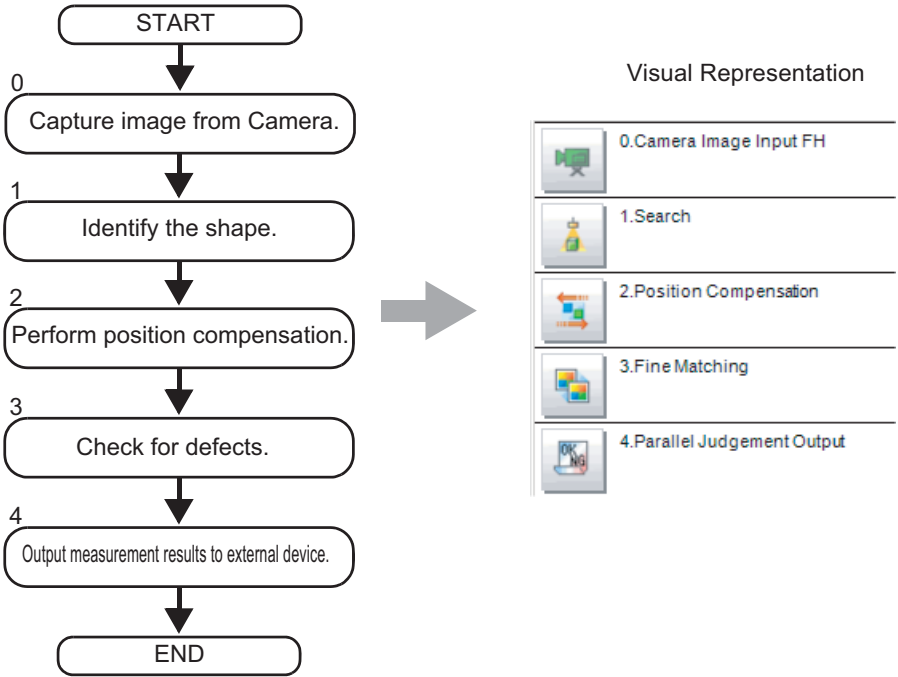 START
0
Capture image from Camera.
1
Identify the shape.
2
Perform position compensation.
3
Check for defects.
4
Output measurement results to external device.
END
Visual Representation
0.Camera Image Input FH
1.Search
2.Position Compensation
3.Fine Matching
OK
NG
4.Parallel Judgement Output